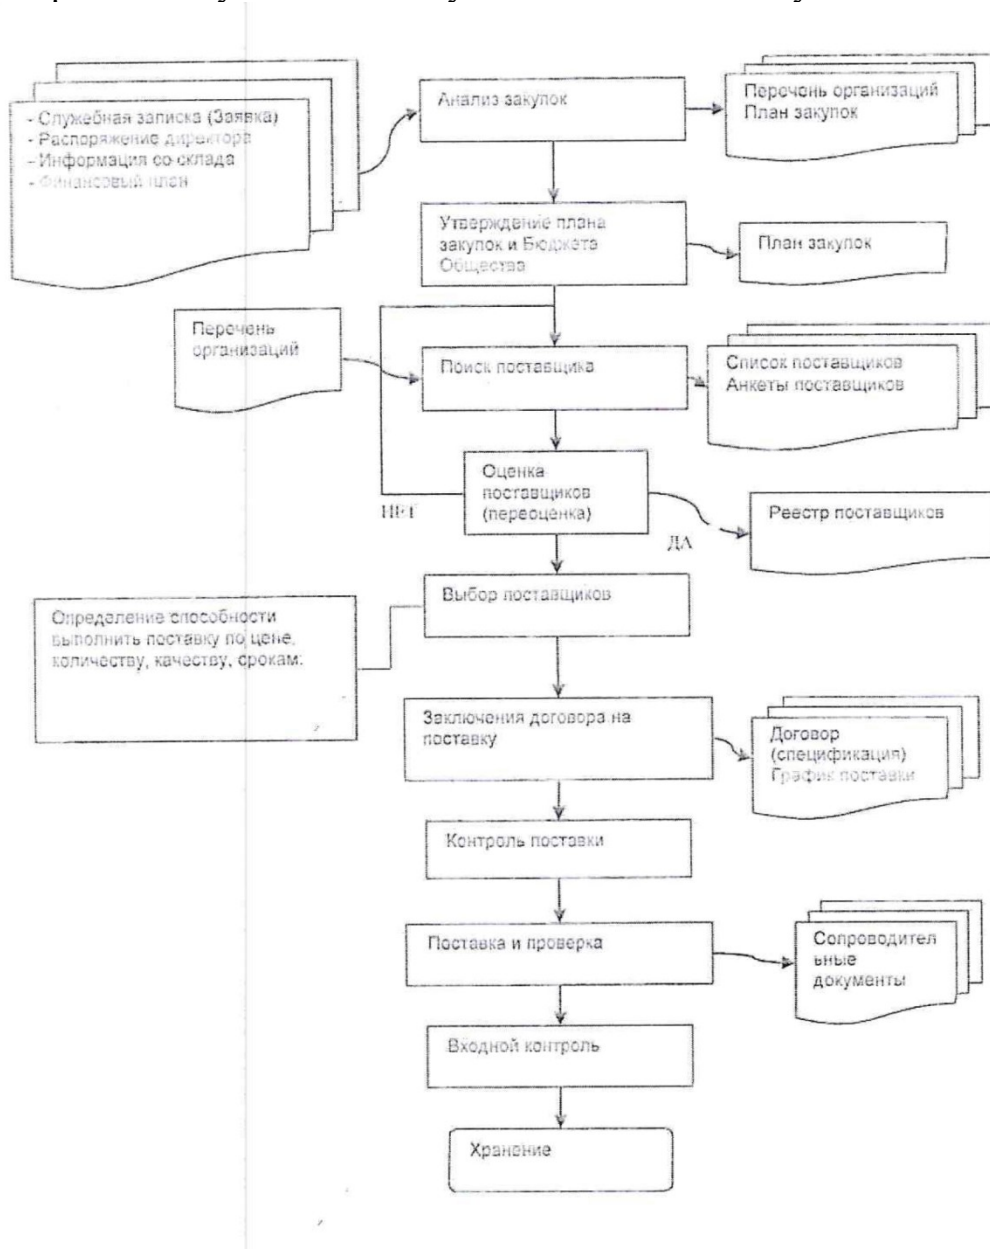 Анализ закупок
Перечень организаций
План закупок
- Служебная записка (Заявка)
- Распоряжение директора
- Информация со склада
- Финансовый план
Утверждение плана
закупок и Бюджета
Общества
План закупок
Перечень
организаций
Поиск поставщика
Список поставщиков
Анкеты поставщиков
Оценка
поставщиков
(переоценка)
НЕТ
ДА
Реестр поставщиков
Выбор поставщиков
Определение способности
выполнить поставку по цене,
количеству, качеству, срокам.
Заключения договора на
поставку
Договор
(спецификация)
График поставки
Контроль поставки
Поставка и проверка
Сопроводител
ьные
документы
Входной контроль
Хранение